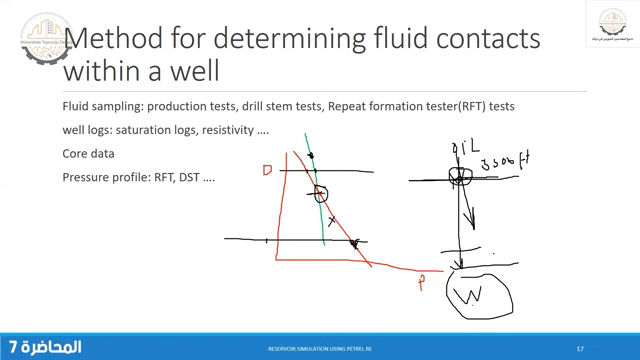 Method for determining fluid contacts
within a well
Fluid sampling: production tests, drill stem tests, Repeat formation tester(RFT) tests
well logs: saturation logs, resistivity ....
Core data
Pressure profile: RFT, DST ....
OIL
3500 ft
D
P
W
المحاضرة 7
RESERVOIR SIMULATION USING PETREL RE
17